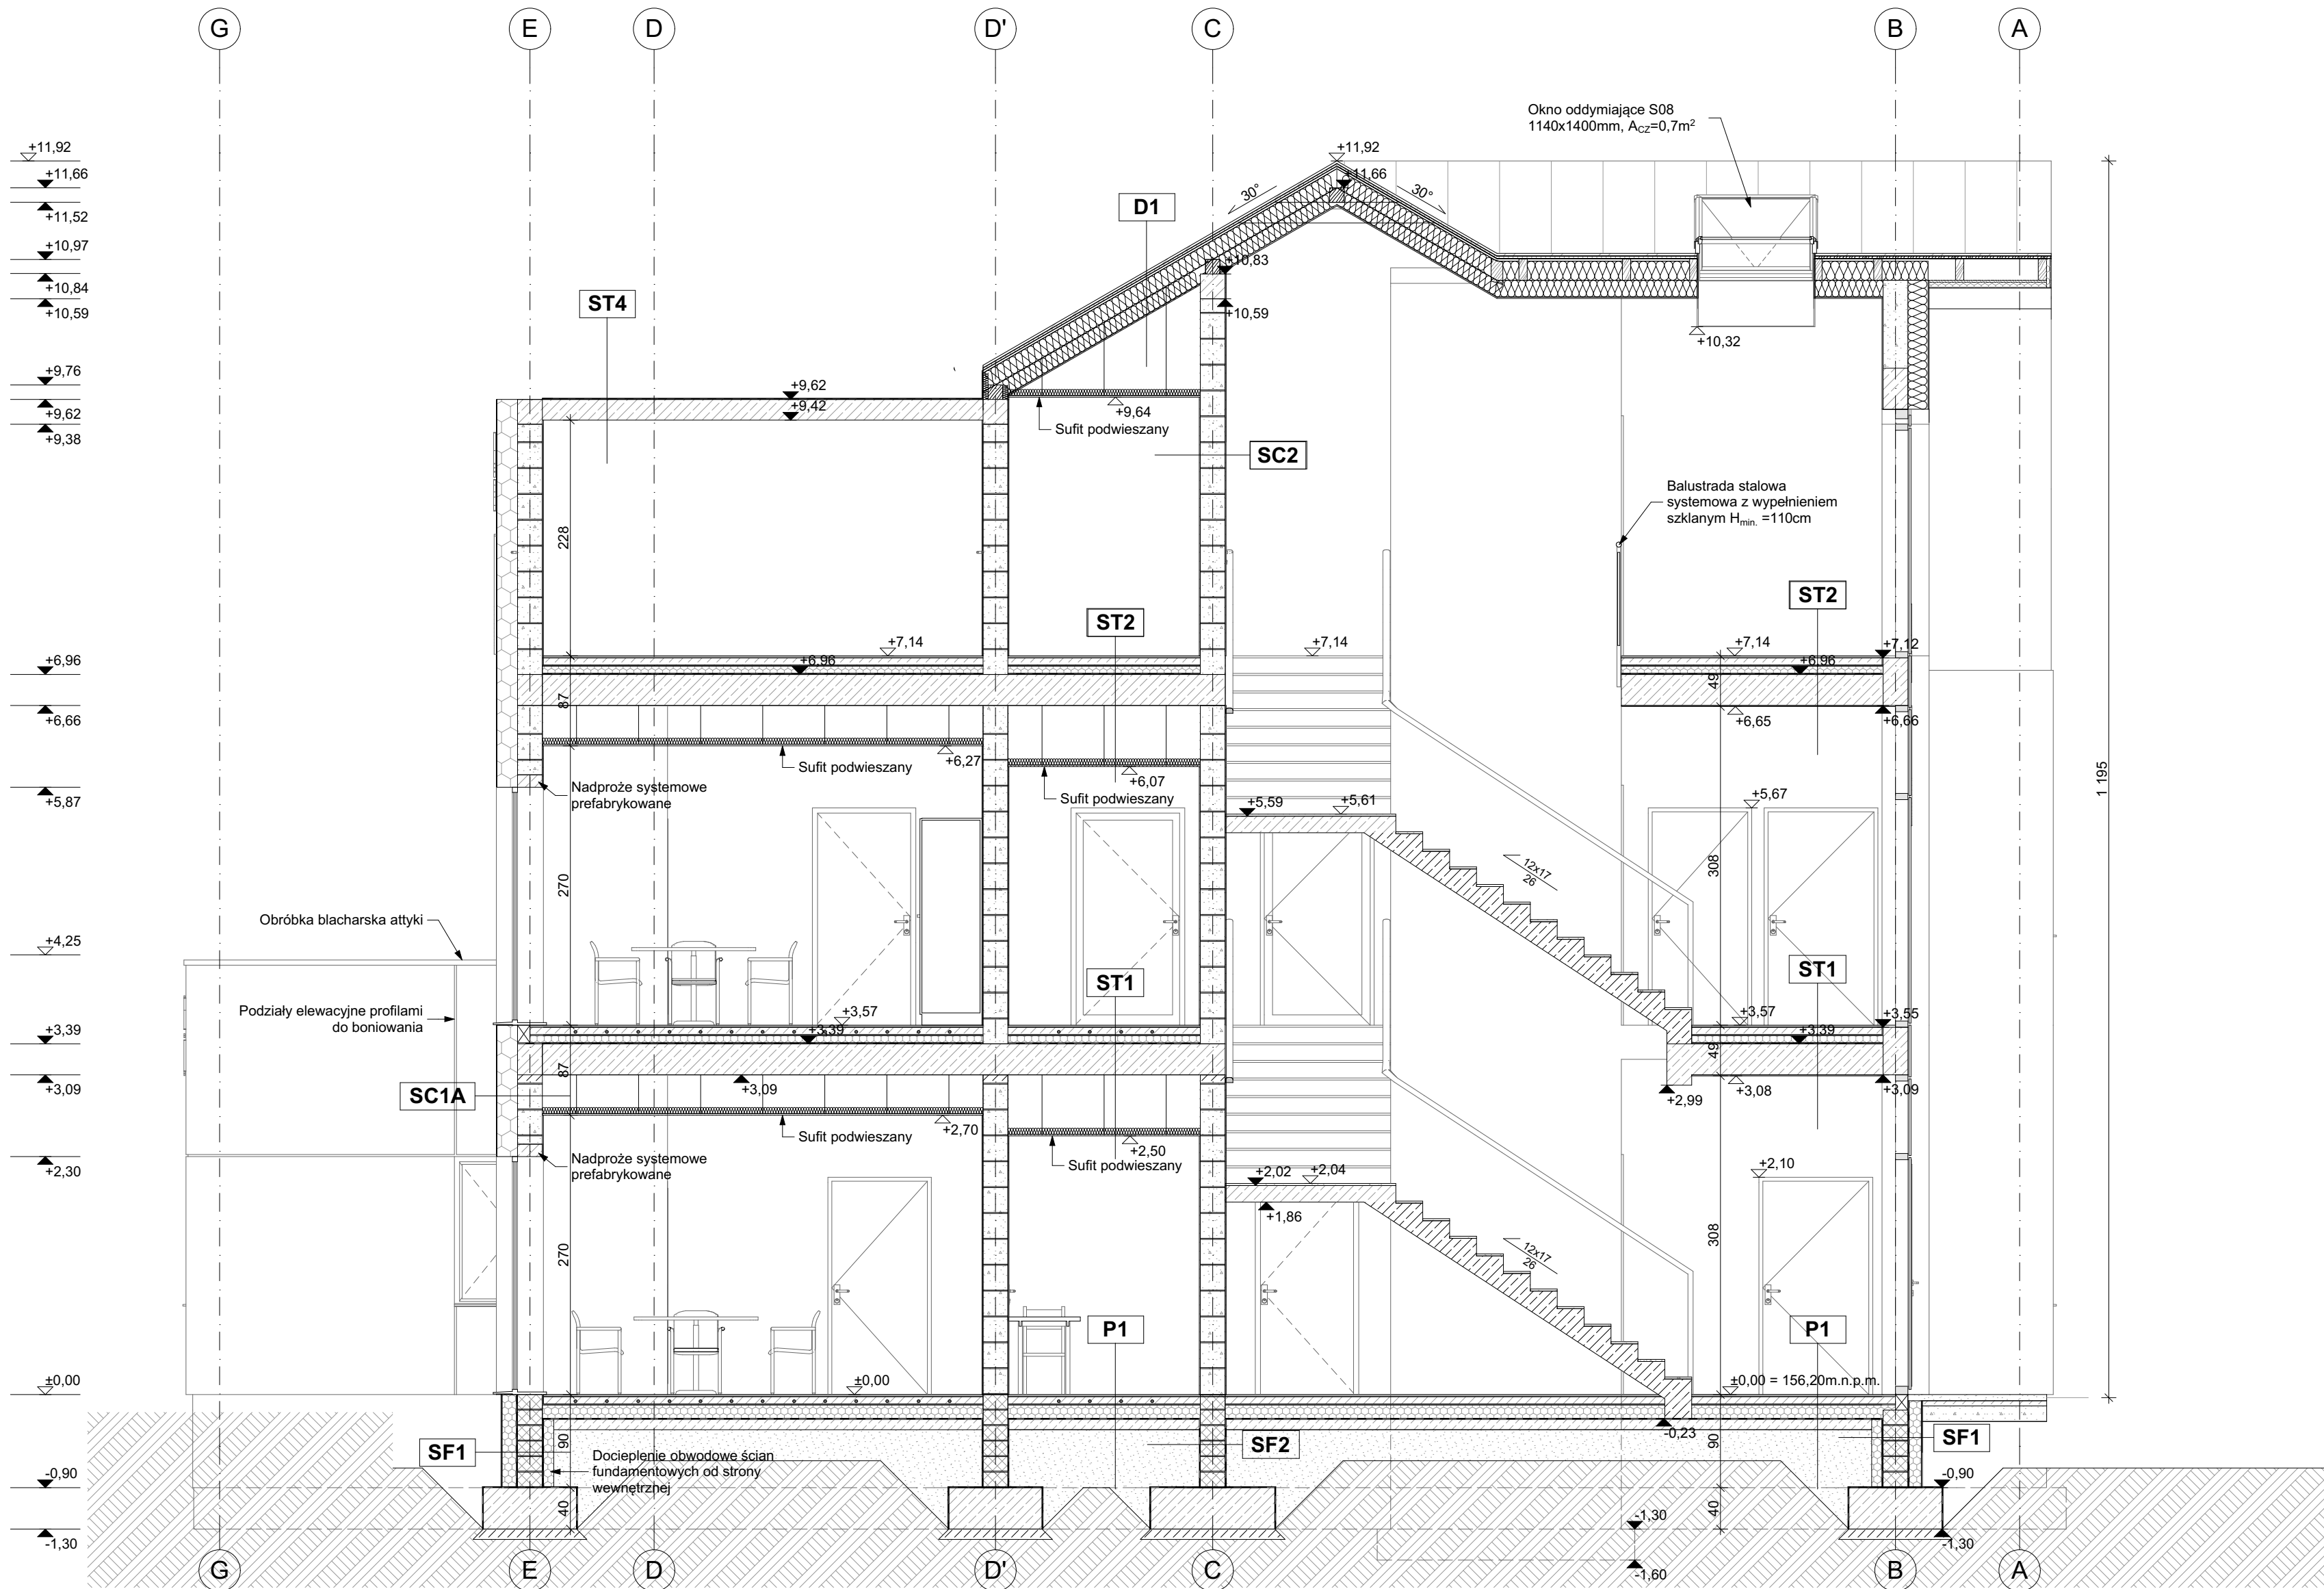 G
E
D
D'
C
B
A
Okno oddymiające S08
1140x1400mm, ACZ=0,7m²
+11,92
+11,66
+11,52
+10,97
+10,84
+10,59
+9,76
+9,62
+9,38
+6,96
+6,66
+5,87
+4,25
+3,39
+3,09
+2,30
±0,00
-0,90
-1,30
+11,92
+11,66
30°
30°
D1
+10,83
+10,59
+10,32
ST4
+9,62
+9,42
+9,64
Sufit podwieszany
SC2
228
Balustrada stalowa
systemowa z wypełnieniem
szklanym Hmin. =110cm
ST2
ST2
+7,14
+7,14
+7,14
+7,12
+6,96
+6,96
87
49
+6,65
+6,66
Sufit podwieszany
+6,27
+6,07
Sufit podwieszany
Nadproże systemowe
prefabrykowane
+5,59
+5,61
+5,67
1 195
270
308
12x17
26
Obróbka blacharska attyki
Podziały elewacyjne profilami
do boniowania
ST1
ST1
+3,57
+3,39
+3,57
+3,55
+3,39
87
49
SC1A
+3,09
+2,99
+3,08
+3,09
Sufit podwieszany
+2,70
+2,50
Sufit podwieszany
Nadproże systemowe
prefabrykowane
+2,02
+2,04
+1,86
+2,10
270
308
12x17
26
P1
P1
±0,00
±0,00 = 156,20m.n.p.m.
SF1
90
Docieplenie obwodowe ścian
fundamentowych od strony
wewnętrznej
SF2
-0,23
90
SF1
-0,90
40
40
-1,30
-1,30
-1,60
G
E
D
D'
C
B
A